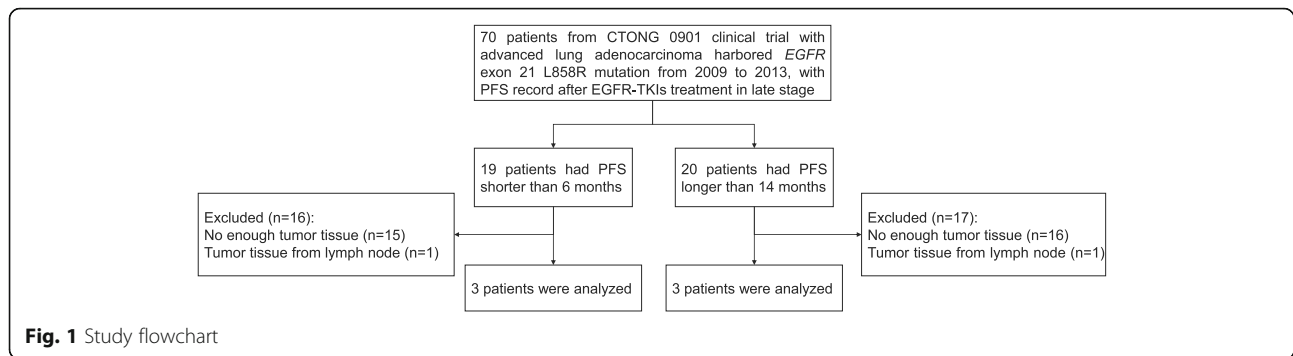 70 patients from CTONG 0901 clinical trial with
advanced lung adenocarcinoma harbored EGFR
exon 21 L858R mutation from 2009 to 2013, with
PFS record after EGFR-TKIs treatment in late stage
19 patients had PFS
shorter than 6 months
20 patients had PFS
longer than 14 months
Excluded (n=16):
No enough tumor tissue (n=15)
Tumor tissue from lymph node (n=1)
Excluded (n=17):
No enough tumor tissue (n=16)
Tumor tissue from lymph node (n=1)
3 patients were analyzed
3 patients were analyzed
Fig. 1 Study flowchart